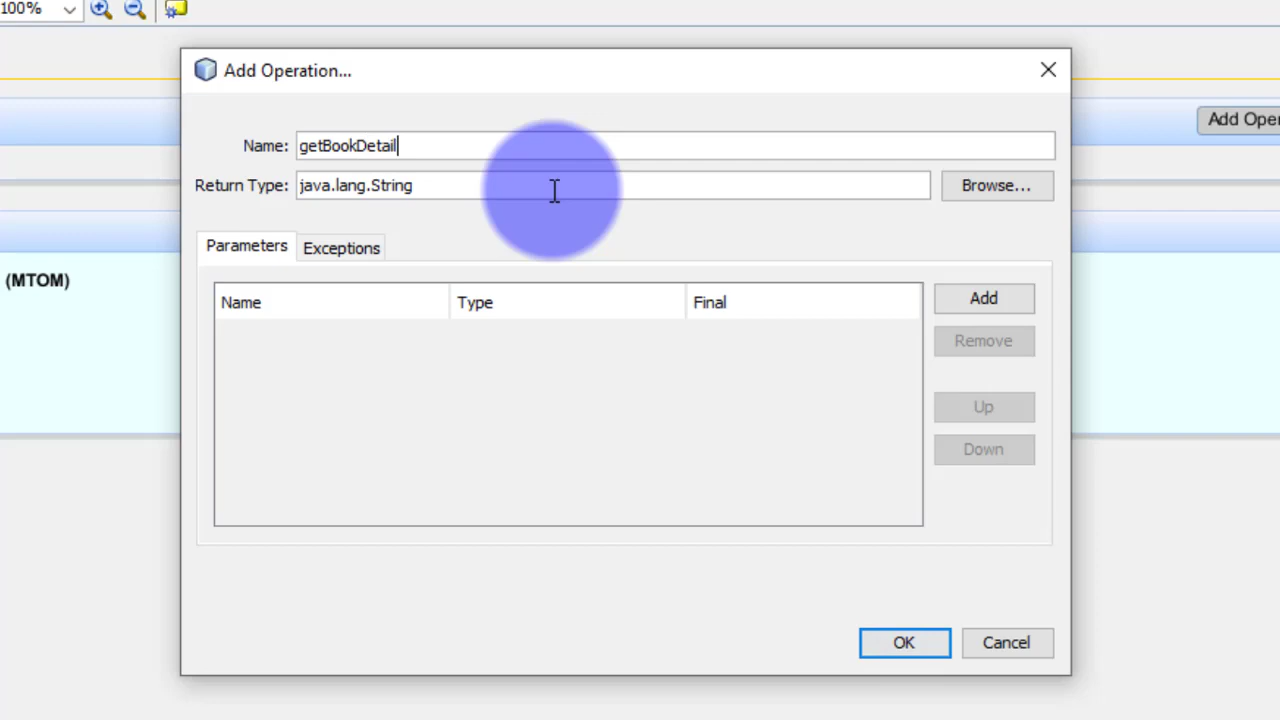 100%
Add Operation...
Add Oper
Name: getBookDetail
Return Type: java.lang.String Browse...
Parameters Exceptions
(MTOM)
Name Type Final
Add
Remove
Up
Down
OK Cancel